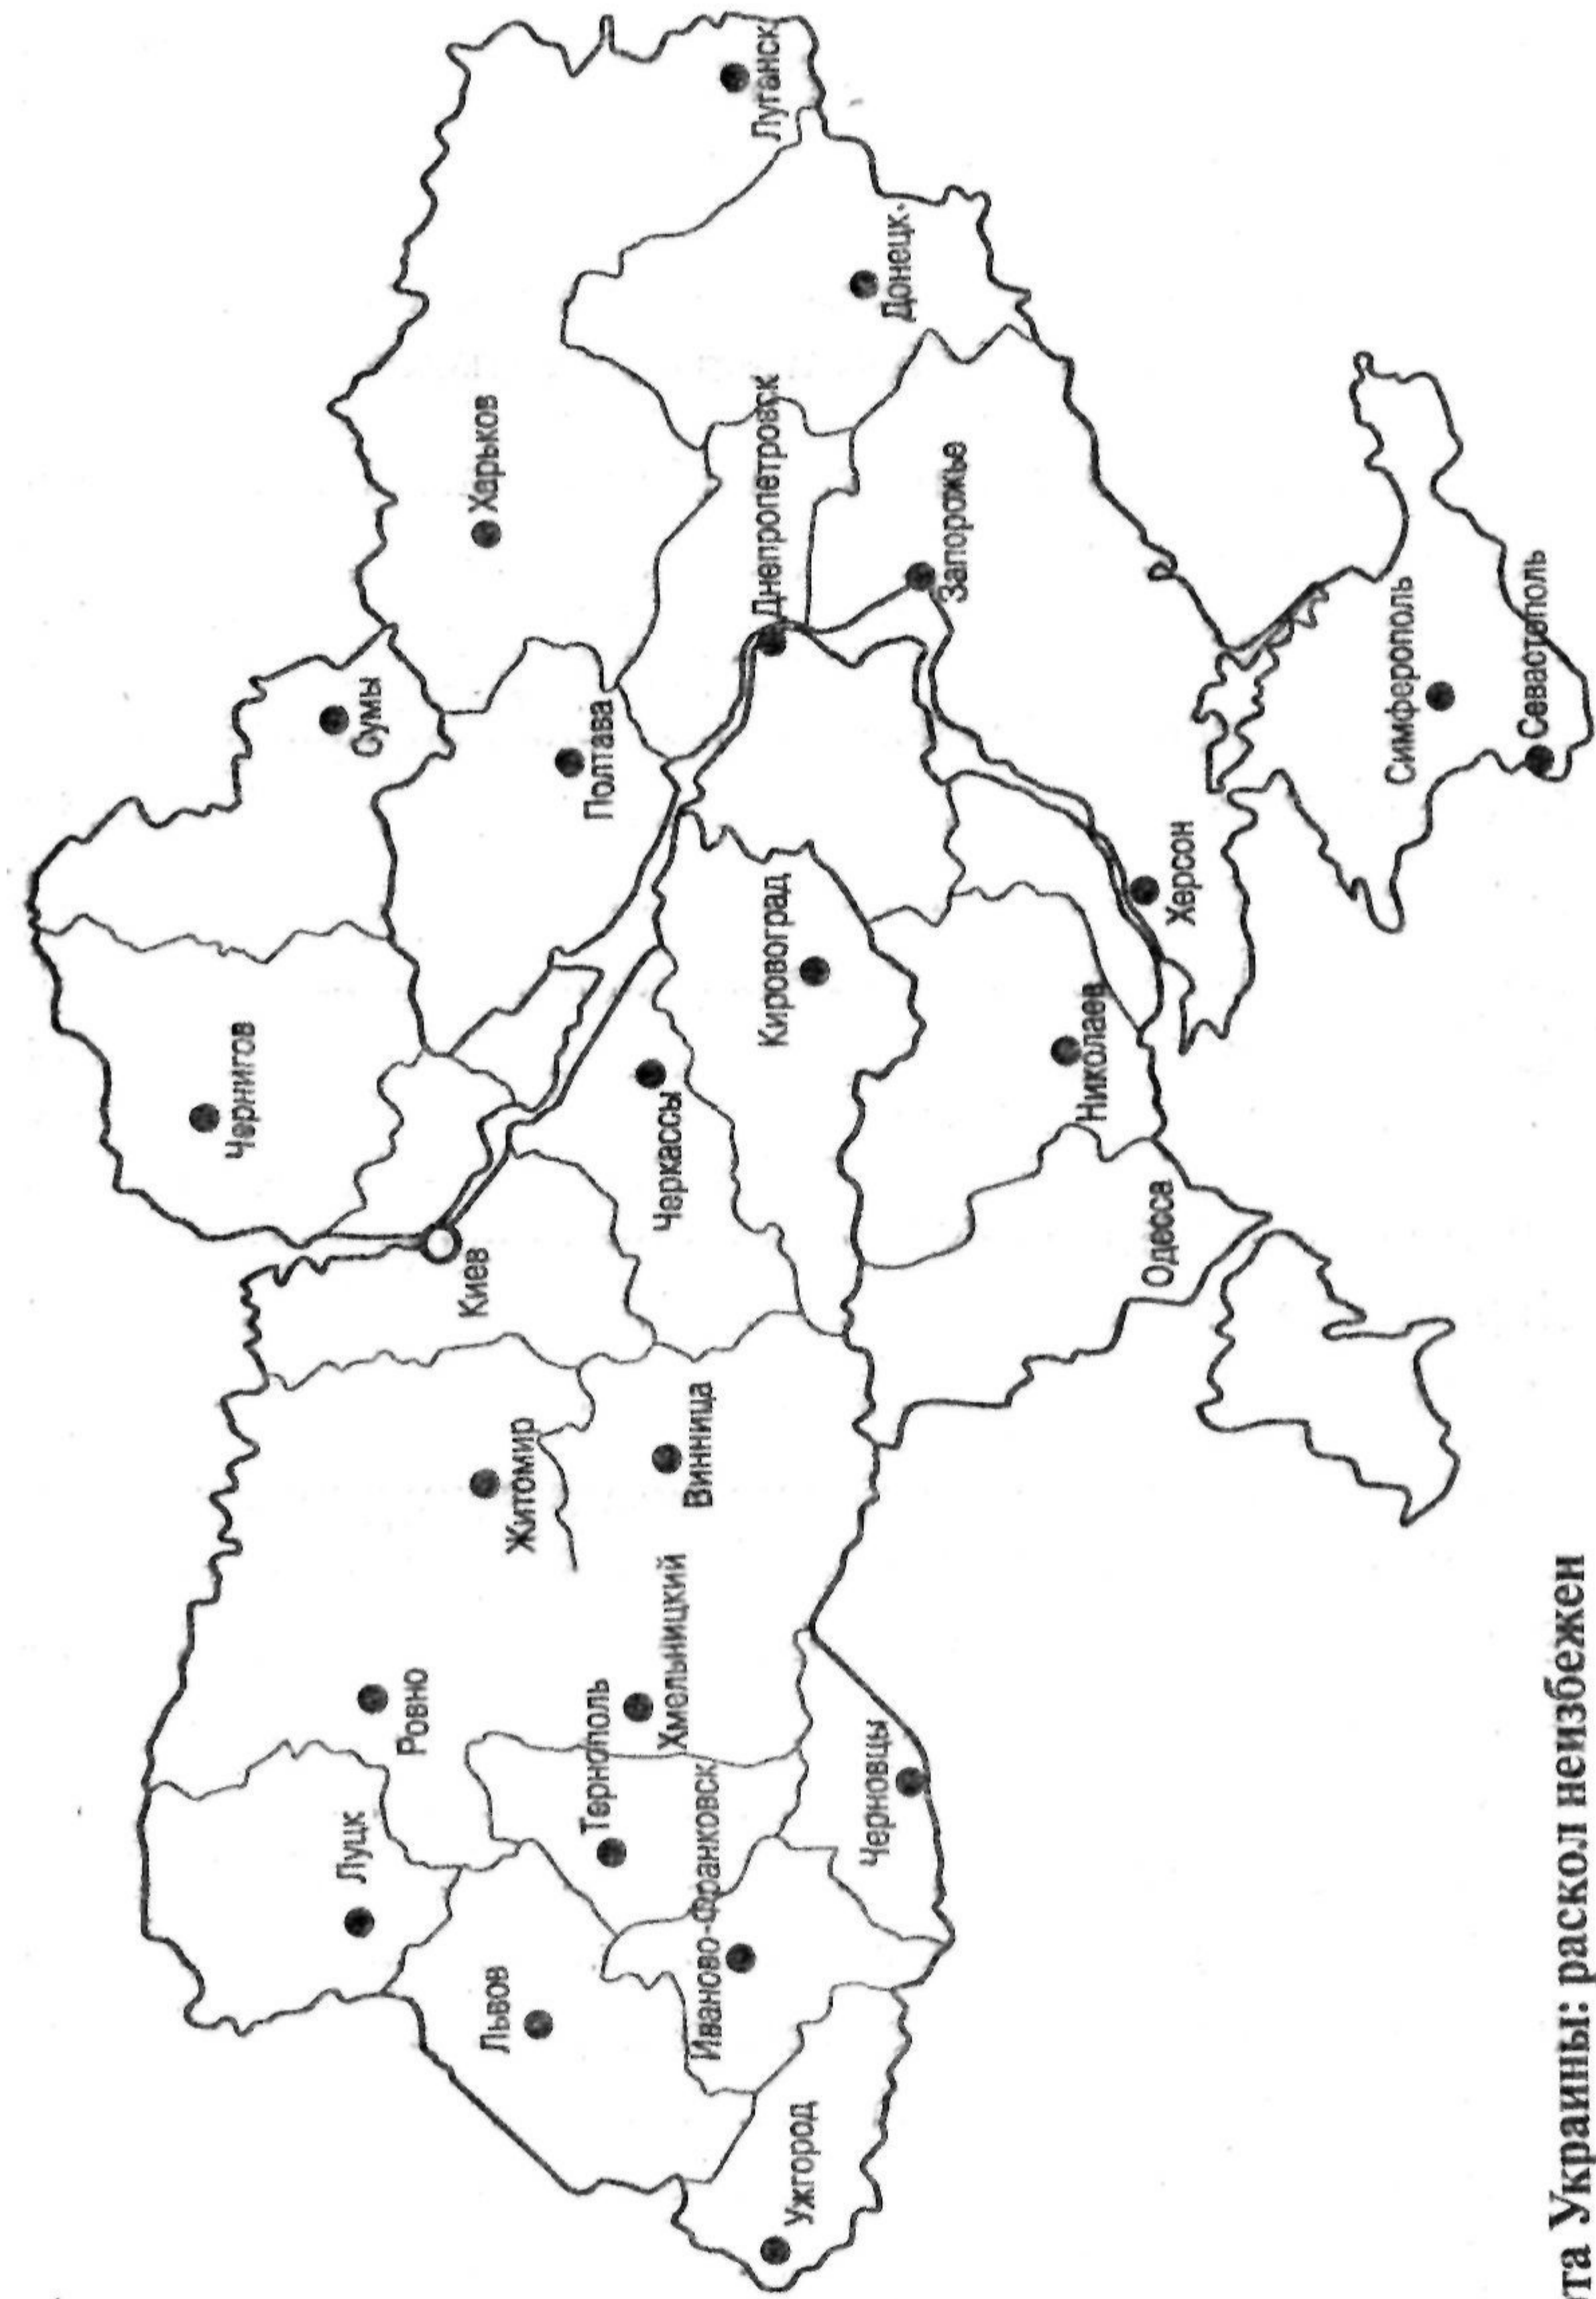 Чернигов
Сумы
Луцк
Ровно
Киев
Харьков
Житомир
Львов
Полтава
Тернополь
Хмельницкий
Винница
Черкассы
Луганск
Ивано-Франковск
Ужгород
Кировоград
Днепропетровск
Черновцы
Донецк
Запорожье
Николаев
Одесса
Херсон
Симферополь
Севастополь
та Украины: раскол неизбежен